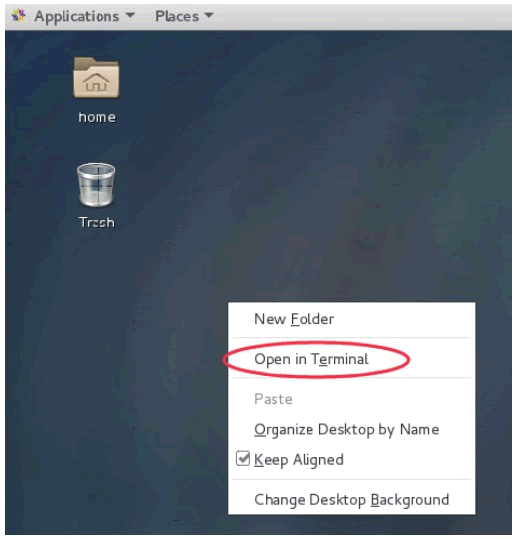 Applications Places
home
Trash
New Folder
Open in Terminal
Paste
Organize Desktop by Name
Keep Aligned
Change Desktop Background